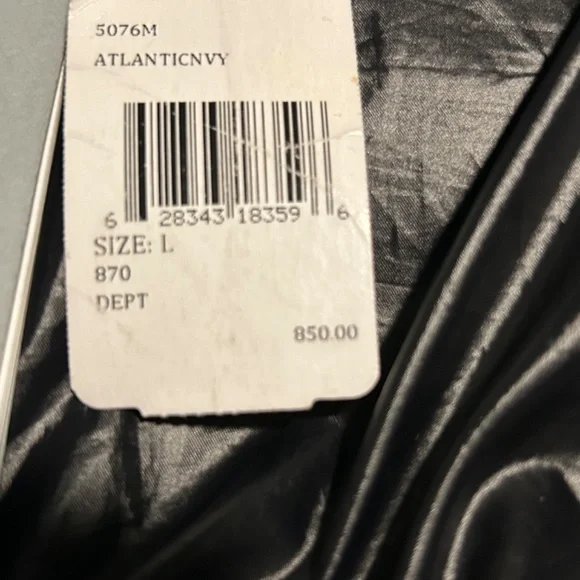 5076M
ATLANTICNVY
6 28343 18359 6
SIZE: L
870
DEPT
850.00